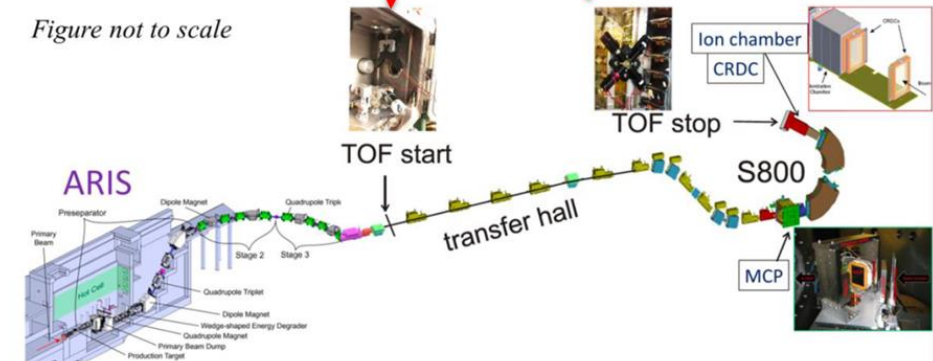 Figure not to scale
Ion chamber
CRDC
CRDCs
Ionization
Chamber
Beam
TOF stop
TOF start
S800
ARIS
transfer hall
MCP
Preseparator
Dipole Magnet
Quadrupole Triplet
Primary
Beam
Stage 2
Stage 3
Hot Cell
Quadrupole Triplet
Dipole Magnet
Wedge-shaped Energy Degrader
Quadrupole Magnet
Primary Beam Dump
Production Target